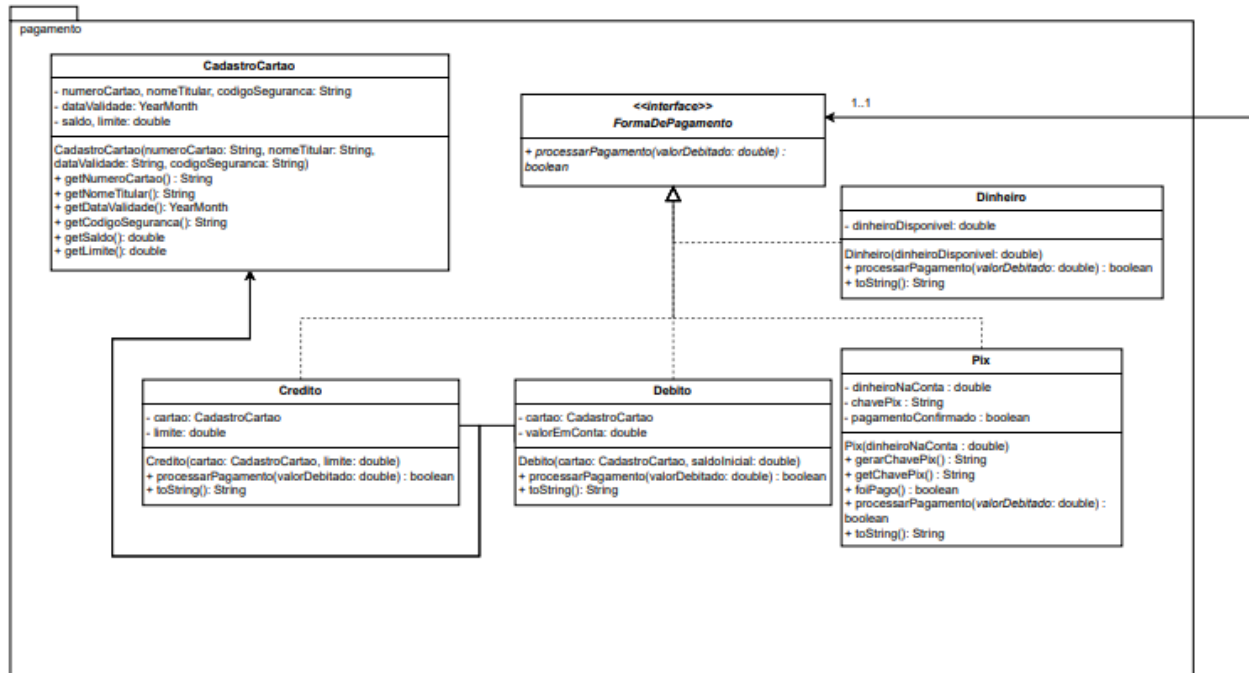 pagamento
CadastroCartao
- numeroCartao, nomeTitular, codigoSeguranca: String
- dataValidade: YearMonth
- saldo, limite: double
CadastroCartao(numeroCartao: String, nomeTitular: String,
dataValidade: String, codigoSeguranca: String)
+ getNumeroCartao() : String
+ getNomeTitular(): String
+ getDataValidade(): YearMonth
+ getCodigoSeguranca(): String
+ getSaldo(): double
+ getLimite(): double
<<interface>>
FormaDePagamento
+ processarPagamento(valorDebitado: double) :
boolean
1..1
Dinheiro
- dinheiroDisponivel: double
Dinheiro(dinheiroDisponivel: double)
+ processarPagamento(valorDebitado: double) : boolean
+ toString(): String
Credito
- cartao: CadastroCartao
- limite: double
Credito(cartao: CadastroCartao, limite: double)
+ processarPagamento(valorDebitado: double) : boolean
+ toString(): String
Debito
- cartao: CadastroCartao
- valorEmConta: double
Debito(cartao: CadastroCartao, saldoInicial: double)
+ processarPagamento(valorDebitado: double) : boolean
+ toString(): String
Pix
- dinheiroNaConta : double
- chavePix : String
- pagamentoConfirmado : boolean
Pix(dinheiroNaConta : double)
+ gerarChavePix() : String
+ getChavePix() : String
+ foiPago() : boolean
+ processarPagamento(valorDebitado: double) :
boolean
+ toString(): String